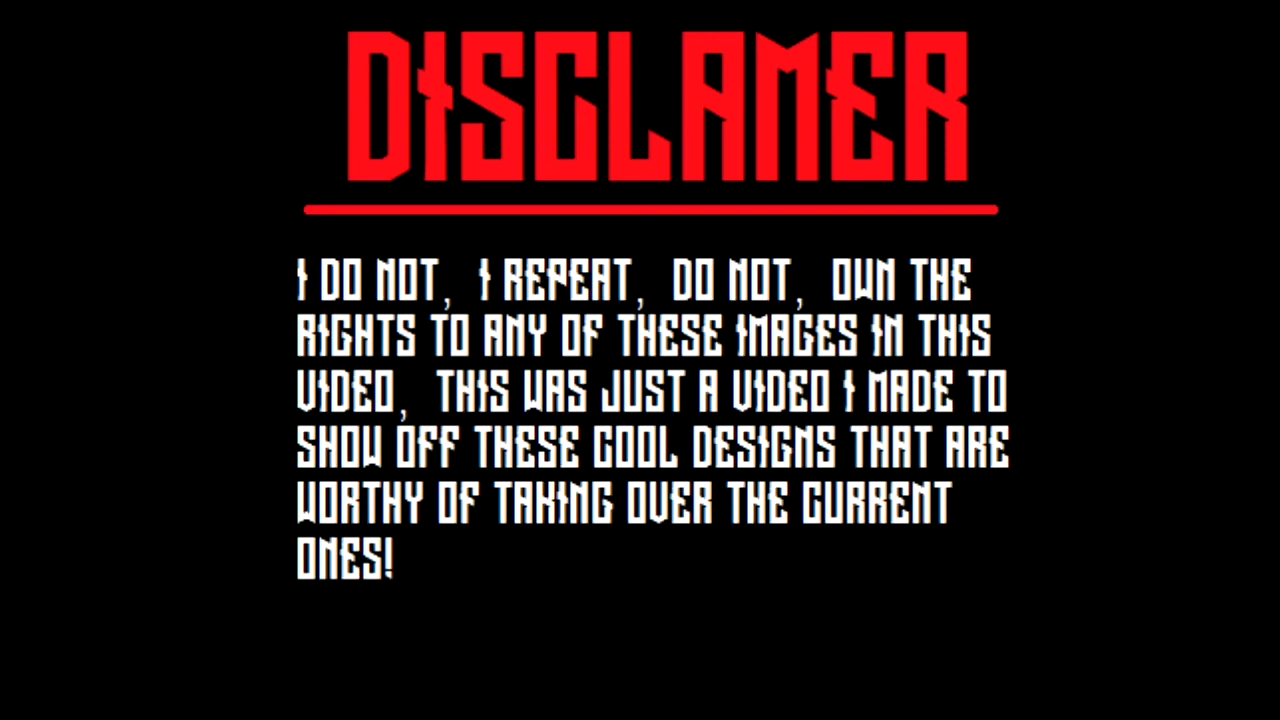 DISCLAMER
I DO NOT, I REPEAT, DO NOT, OWN THE
RIGHTS TO ANY OF THESE IMAGES IN THIS
VIDEO, THIS WAS JUST A VIDEO I MADE TO
SHOW OFF THESE COOL DESIGNS THAT ARE
WORTHY OF TAKING OVER THE CURRENT
ONES!